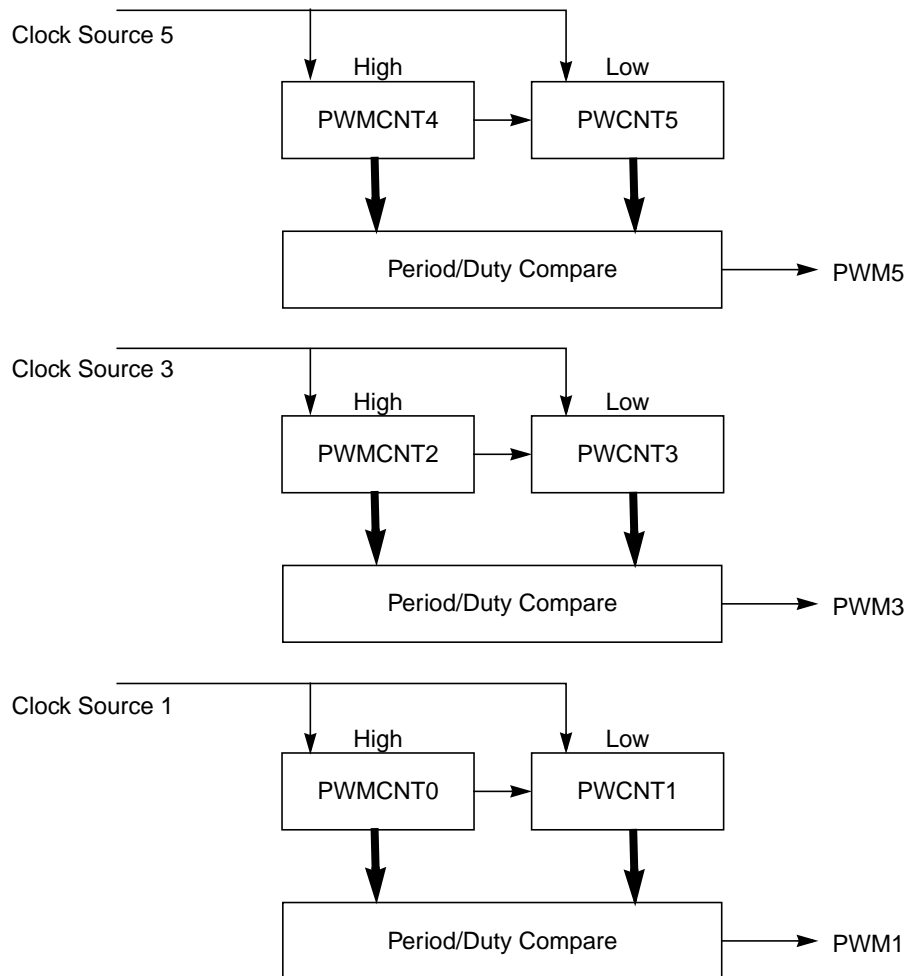 Clock Source 5
High Low
PWMCNT4 PWCNT5
Period/Duty Compare PWM5
Clock Source 3
High Low
PWMCNT2 PWCNT3
Period/Duty Compare PWM3
Clock Source 1
High Low
PWMCNT0 PWCNT1
Period/Duty Compare PWM1